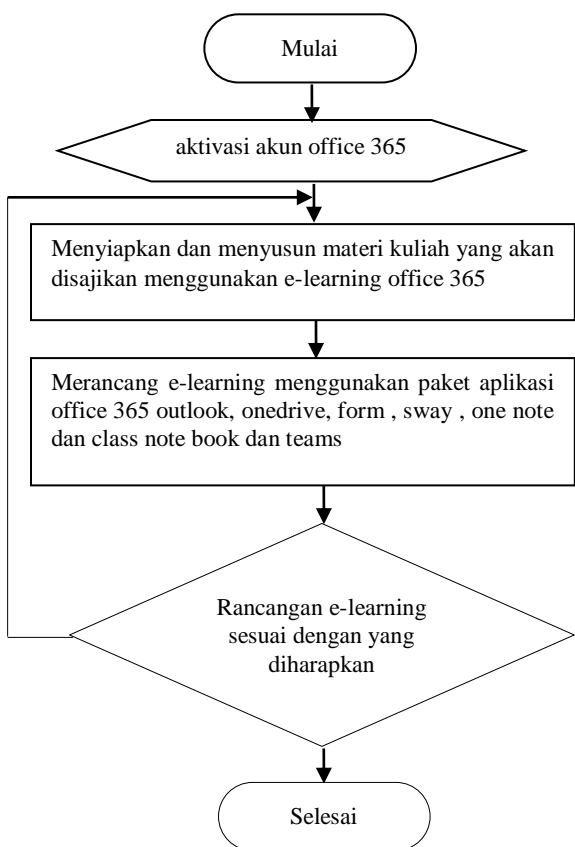 Mulai
aktivasi akun office 365
Menyiapkan dan menyusun materi kuliah yang akan
disajikan menggunakan e-learning office 365
Merancang e-learning menggunakan paket aplikasi
office 365 outlook, onedrive, form , sway , one note
dan class note book dan teams
Rancangan e-learning
sesuai dengan yang
diharapkan
Selesai